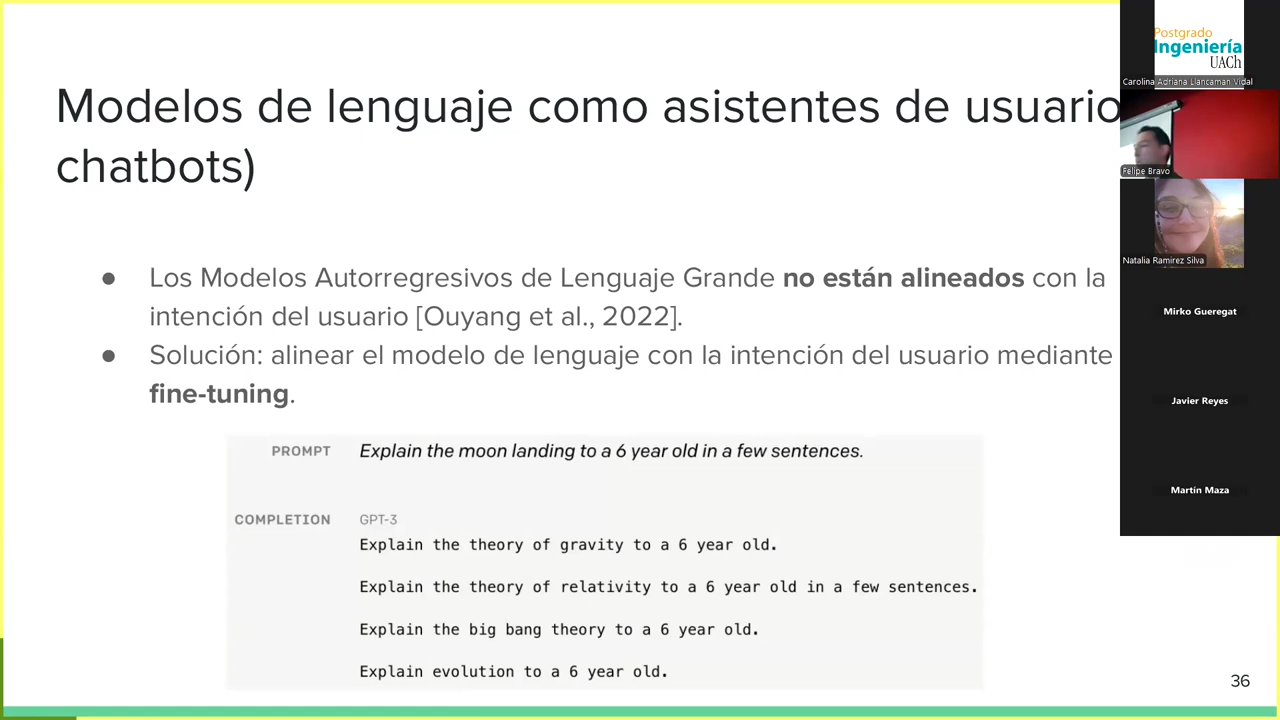 Modelos de lenguaje como asistentes de usuario
chatbots)
● Los Modelos Autorregresivos de Lenguaje Grande no están alineados con la
intención del usuario [Ouyang et al., 2022].
● Solución: alinear el modelo de lenguaje con la intención del usuario mediante
fine-tuning.
PROMPT Explain the moon landing to a 6 year old in a few sentences.
COMPLETION GPT-3
Explain the theory of gravity to a 6 year old.
Explain the theory of relativity to a 6 year old in a few sentences.
Explain the big bang theory to a 6 year old.
Explain evolution to a 6 year old.
36
Postgrado
Ingeniería
UACh
Carolina Adriana Llancaman Vidal
Felipe Bravo
Natalia Ramirez Silva
Mirko Gueregat
Javier Reyes
Martín Maza